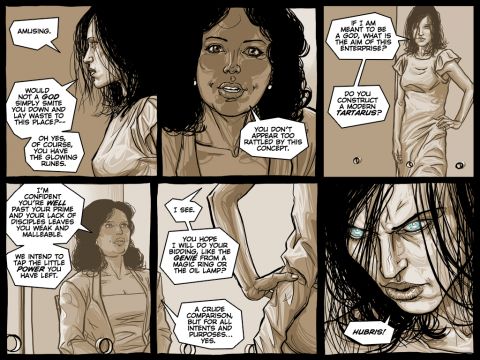 AMUSING.
WOULD
NOT A GOD
SIMPLY SMITE
YOU DOWN AND
LAY WASTE TO
THIS PLACE?--
OH YES,
OF COURSE,
YOU HAVE
THE GLOWING
RUNES.
YOU DON'T
APPEAR TOO
RATTLED BY
THIS CONCEPT.
IF I AM
MEANT TO BE
A GOD, WHAT IS
THE AIM OF THIS
ENTERPRISE?
DO YOU
CONSTRUCT
A MODERN
TARTARUS?
I'M
CONFIDENT
YOU'RE WELL
PAST YOUR PRIME
AND YOUR LACK OF
DISCIPLES LEAVES
YOU WEAK AND
MALLEABLE.
WE INTEND TO
TAP THE LITTLE
POWER YOU
HAVE LEFT.
I SEE.
YOU HOPE
I WILL DO YOUR
BIDDING, LIKE THE
GENIE FROM A
MAGIC RING OR
THE OIL LAMP?
A CRUDE
COMPARISON,
BUT FOR ALL
INTENTS AND
PURPOSES...
YES.
HUBRIS!